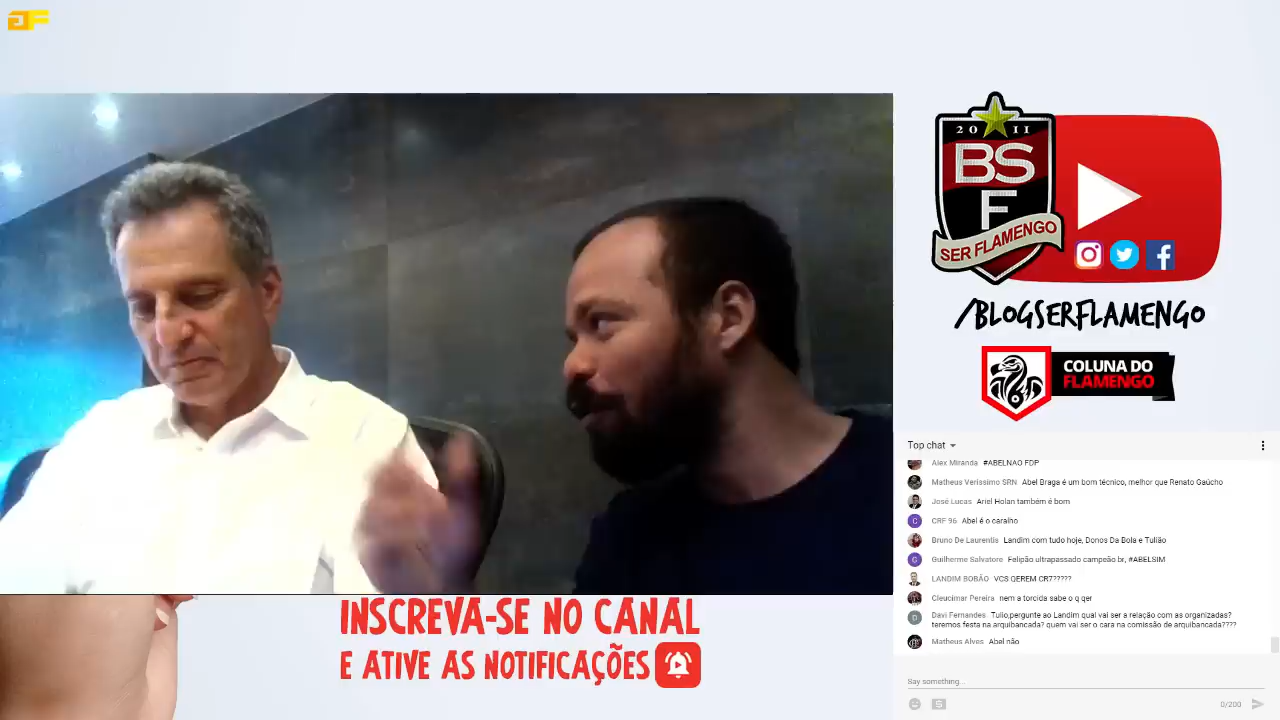 GF
2011
BS
F
SER FLAMENGO
/BLOGSERFLAMENGO
COLUNA DO
FLAMENGO
Top chat
Alex Miranda #ABELNAO FDP
Matheus Veríssimo SRN Abel Braga é um bom técnico, melhor que Renato Gaúcho
José Lucas Ariel Holan também é bom
C CRF 96 Abel é o caralho
Bruno De Laurentis Landim com tudo hoje, Donos Da Bola e Tulião
C Guilherme Salvatore Felipão ultrapassado campeão br, #ABELSIM
LANDIM BOBÃO VCS QEREM CR7?????
Cleucimar Pereira nem a torcida sabe o q qer
D Davi Fernandes Tulio,pergunte ao Landim qual vai ser a relação com as organizadas?
teremos festa na arquibancada? quem vai ser o cara na comissão de arquibancada????
Matheus Alves Abel não
Say something...
0/200
INSCREVA-SE NO CANAL
E ATIVE AS NOTIFICAÇÕES